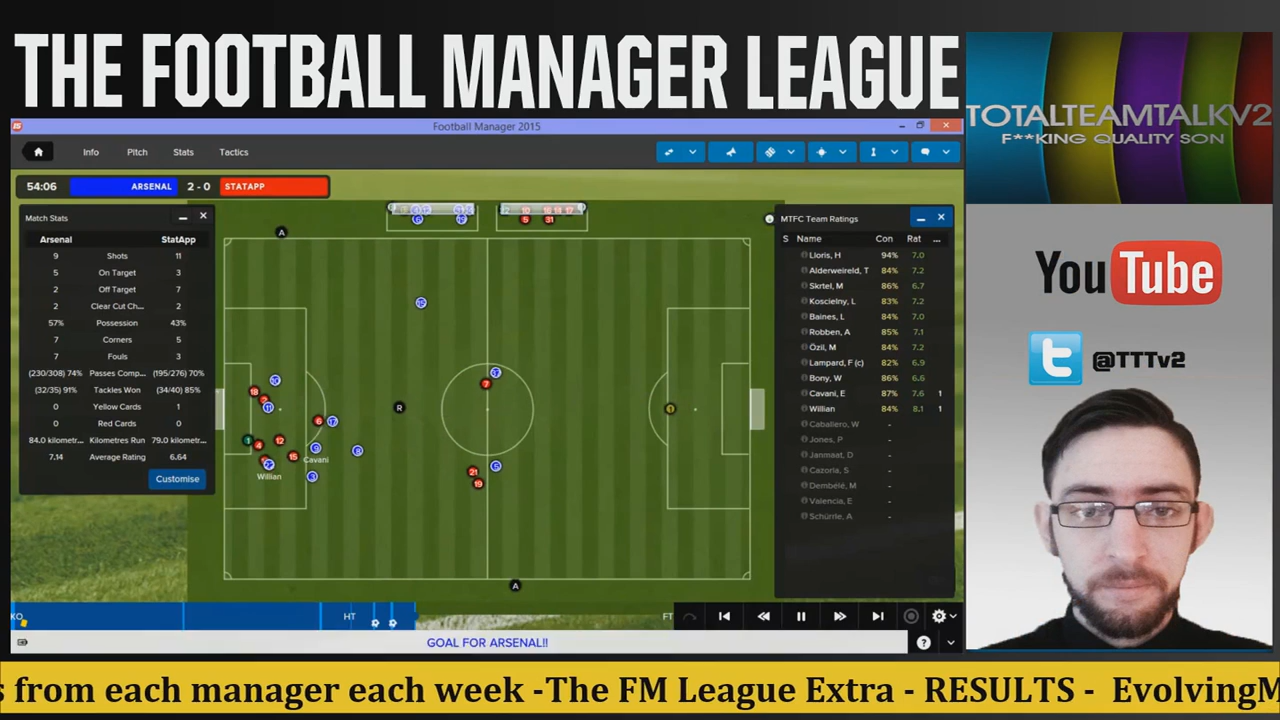 THE FOOTBALL MANAGER LEAGUE
TOTALTEAMTALKV2
F**KING QUALITY SON
Football Manager 2015
Info Pitch Stats Tactics
54:06 ARSENAL 2 - 0 STATAPP
Match Stats
Arsenal StatApp
9 Shots 11
5 On Target 3
2 Off Target 7
2 Clear Cut Ch... 2
57% Possession 43%
7 Corners 5
7 Fouls 3
(230/308) 74% Passes Comp... (195/276) 70%
(32/35) 91% Tackles Won (34/40) 85%
0 Yellow Cards 1
0 Red Cards 0
84.0 kilometr... Kilometres Run 79.0 kilometr...
7.14 Average Rating 6.64
Customise
A
R
Cavani
Willian
A
MTFC Team Ratings
S Name Con Rat ...
Lloris, H 94% 7.0
Alderweireld, T 84% 7.2
Skrtel, M 86% 6.7
Koscielny, L 83% 7.2
Baines, L 84% 7.0
Robben, A 85% 7.1
Özil, M 84% 7.2
Lampard, F (c) 82% 6.9
Bony, W 86% 6.6
Cavani, E 87% 7.6 1
Willian 84% 8.1 1
Caballero, W -
Jones, P -
Janmaat, D -
Cazorla, S -
Dembélé, M -
Valencia, E -
Schürrle, A -
KO HT FT
GOAL FOR ARSENAL!!
?
YouTube
@TTTv2
s from each manager each week -The FM League Extra - RESULTS - EvolvingM